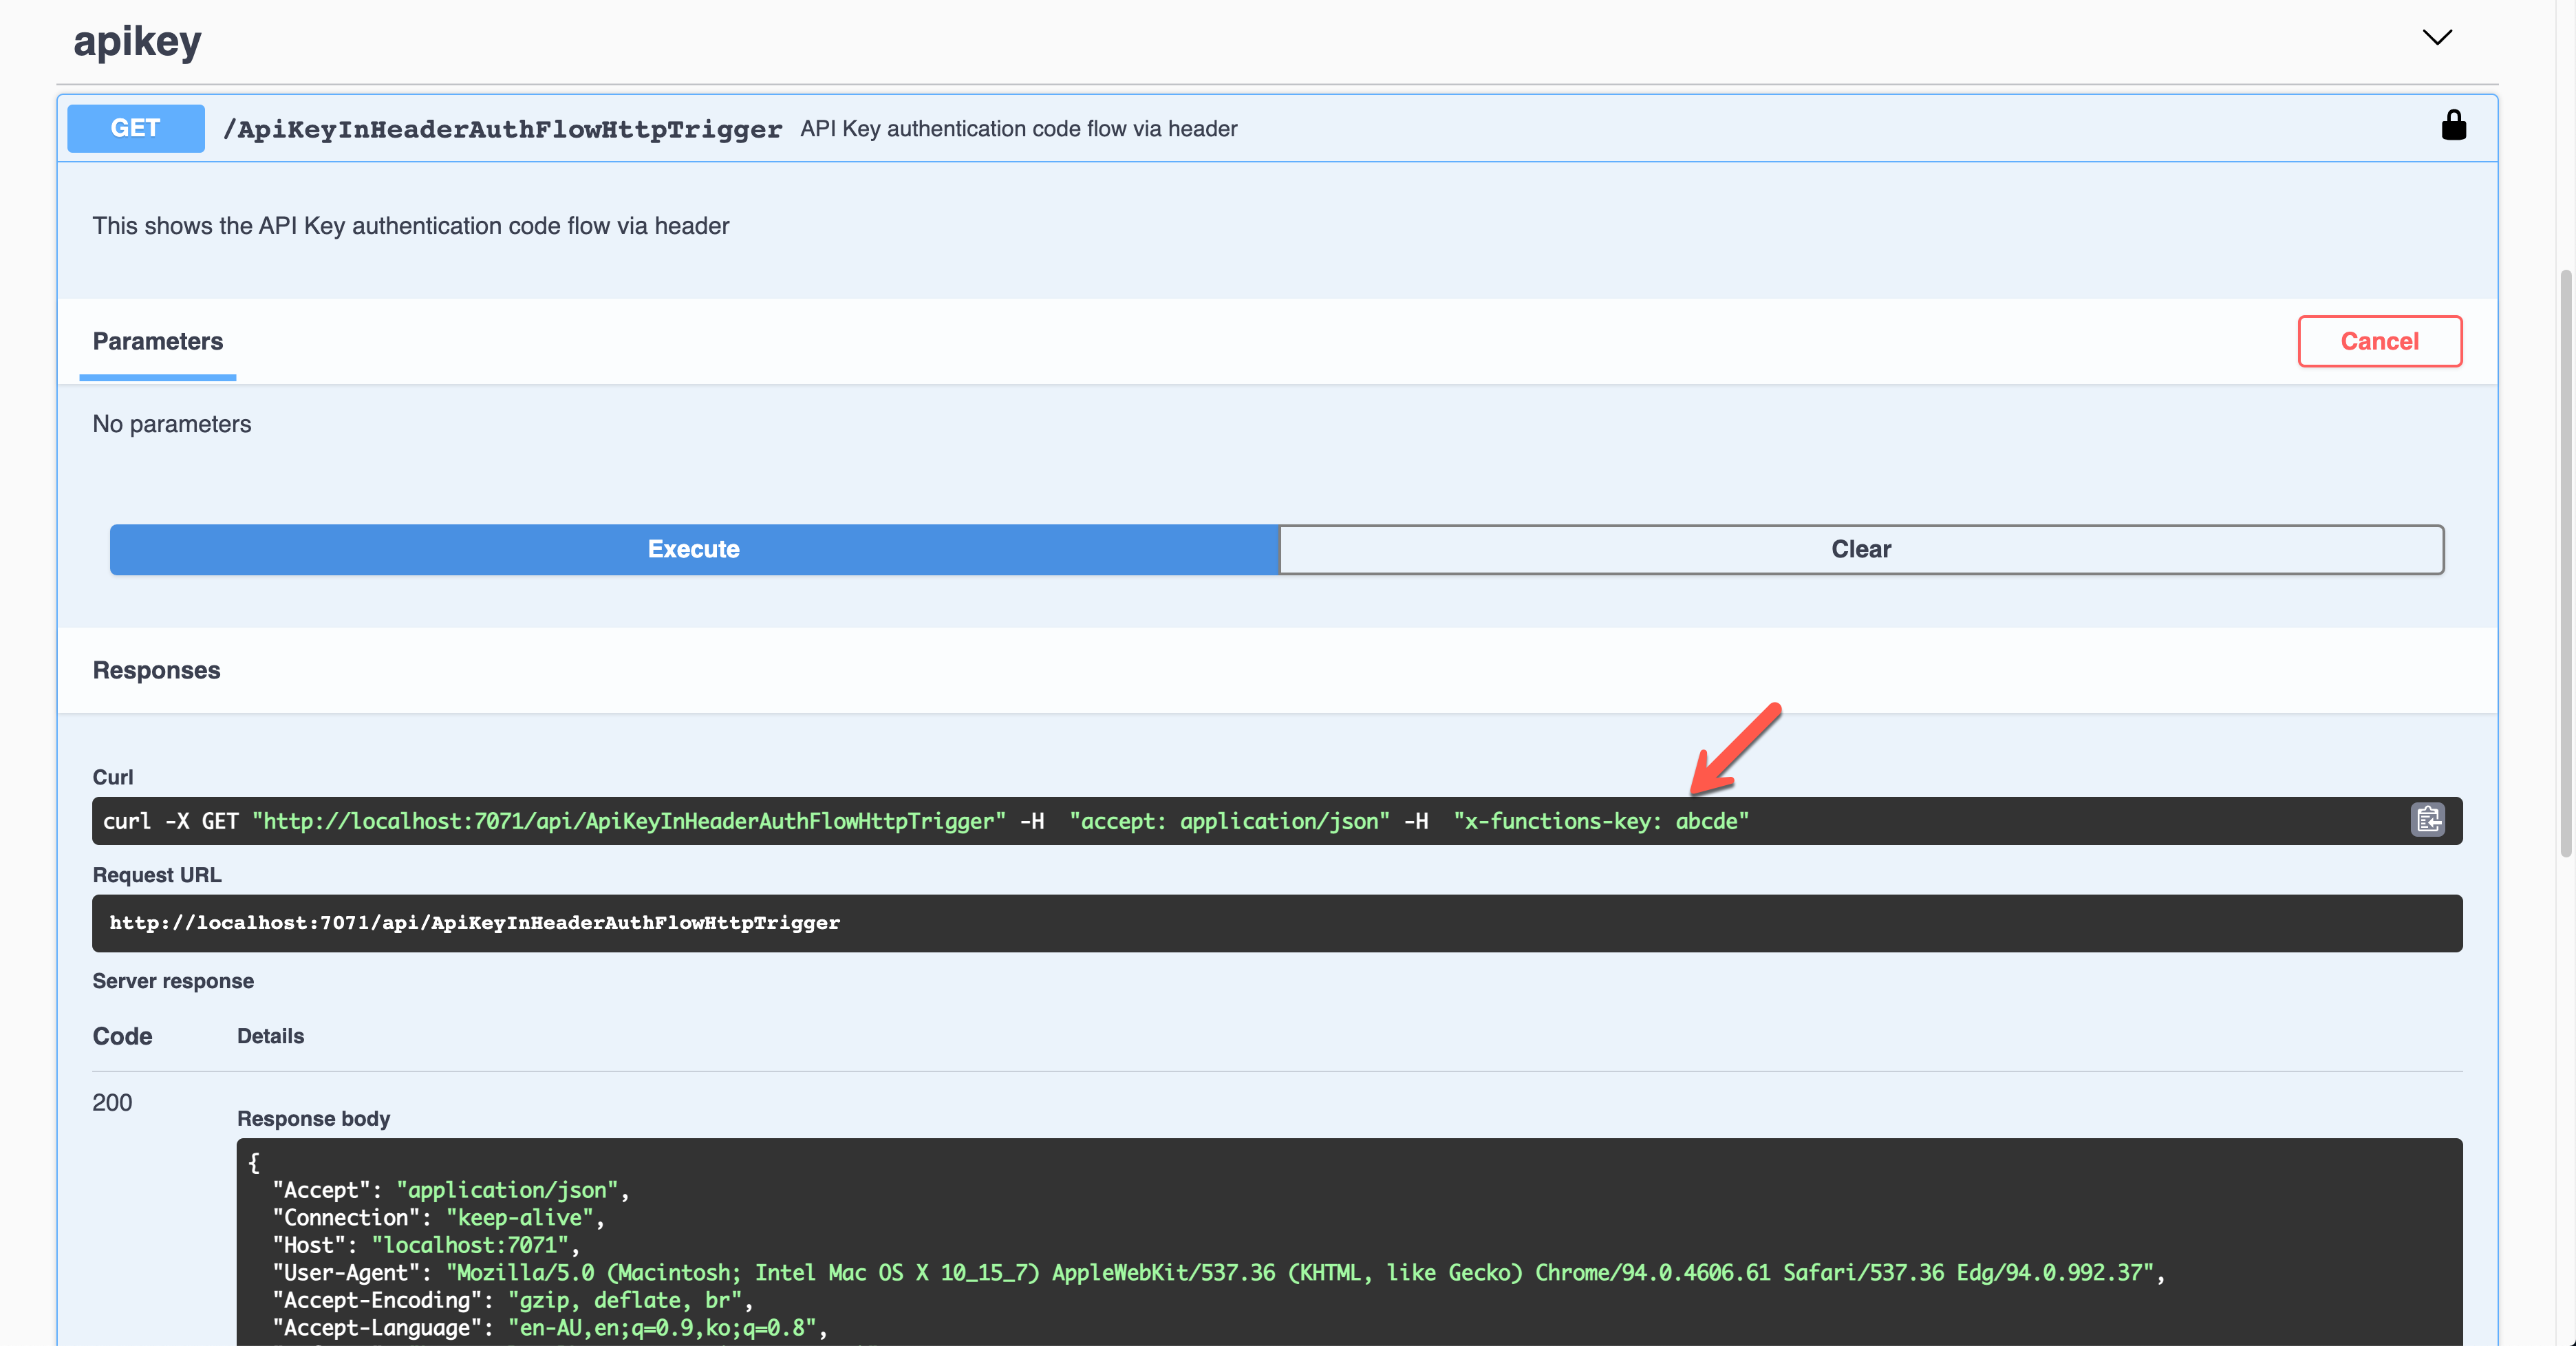 apikey
GET /ApiKeyInHeaderAuthFlowHttpTrigger API Key authentication code flow via header
This shows the API Key authentication code flow via header
Parameters Cancel
No parameters
Execute Clear
Responses
Curl
curl -X GET "http://localhost:7071/api/ApiKeyInHeaderAuthFlowHttpTrigger" -H  "accept: application/json" -H  "x-functions-key: abcde"
Request URL
http://localhost:7071/api/ApiKeyInHeaderAuthFlowHttpTrigger
Server response
Code Details
200
Response body
{
"Accept": "application/json",
"Connection": "keep-alive",
"Host": "localhost:7071",
"User-Agent": "Mozilla/5.0 (Macintosh; Intel Mac OS X 10_15_7) AppleWebKit/537.36 (KHTML, like Gecko) Chrome/94.0.4606.61 Safari/537.36 Edg/94.0.992.37",
"Accept-Encoding": "gzip, deflate, br",
"Accept-Language": "en-AU,en;q=0.9,ko;q=0.8",